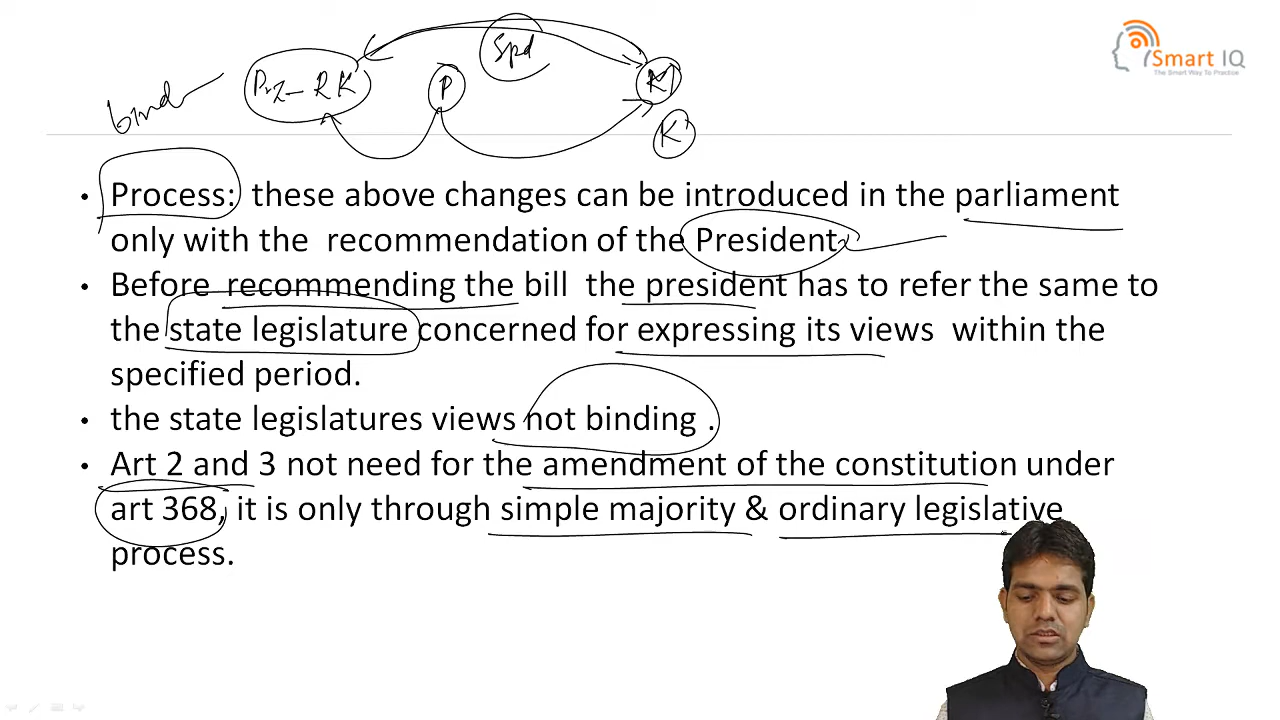 Spd
Smart IQ
The Smart Way To Practice
P
bind
• Process: these above changes can be introduced in the parliament
only with the recommendation of the President
• Before recommending the bill the president has to refer the same to
the state legislature concerned for expressing its views within the
specified period.
• the state legislatures views not binding .
• Art 2 and 3 not need for the amendment of the constitution under
art 368, it is only through simple majority & ordinary legislative
process.